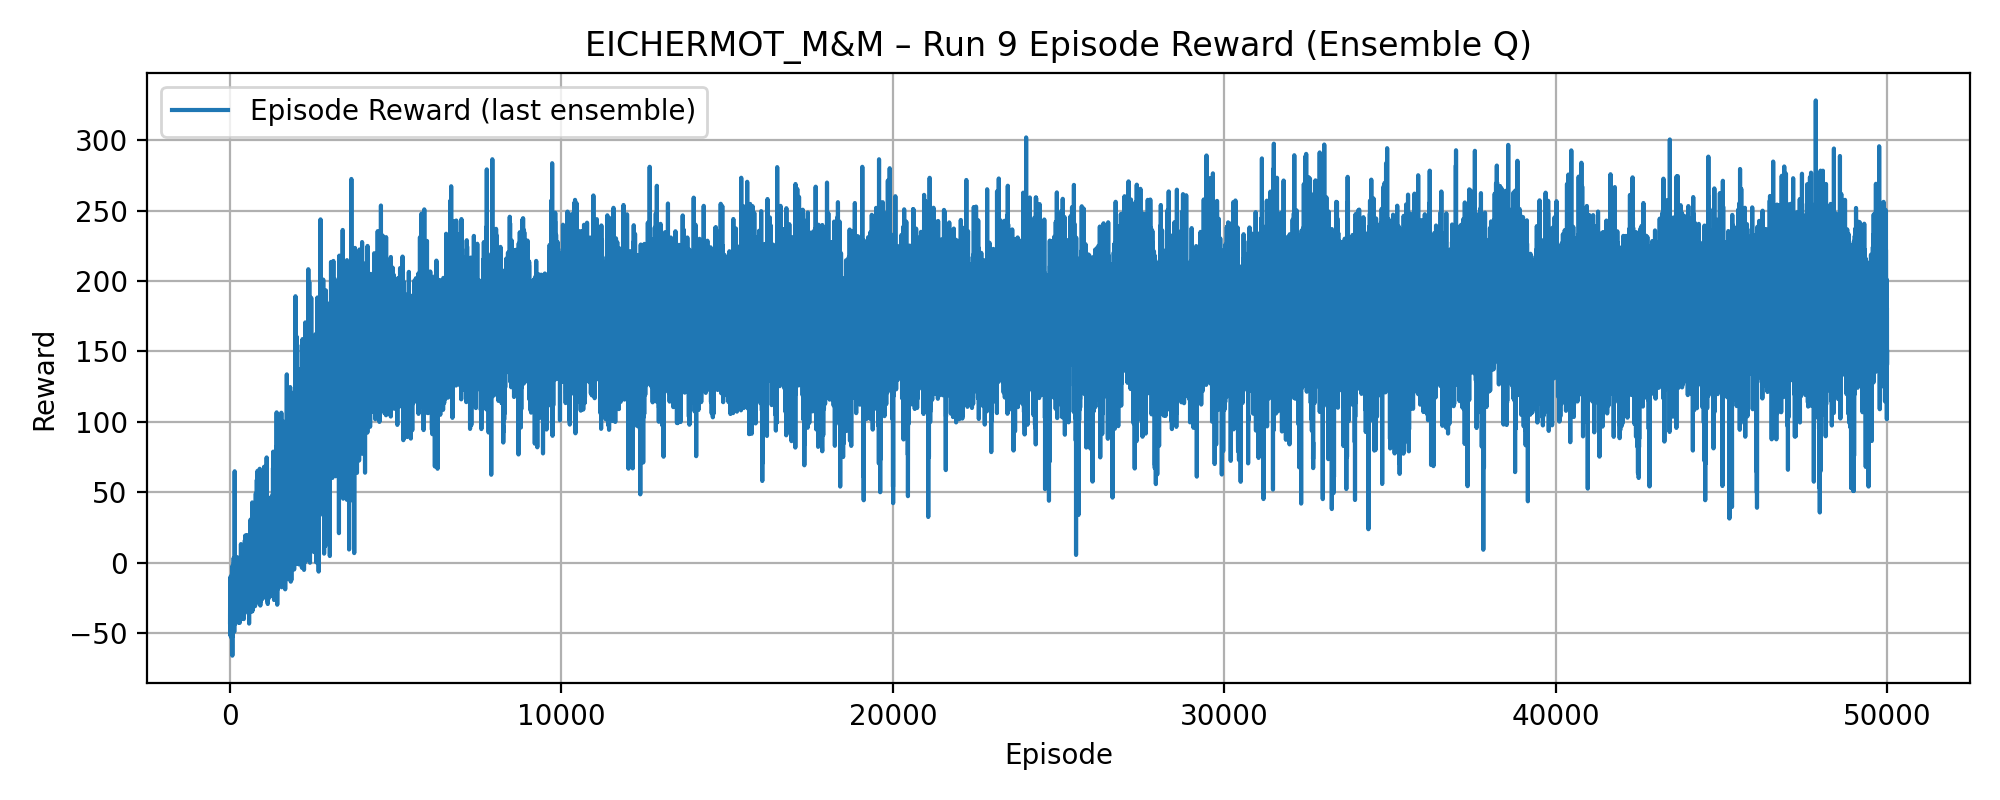 EICHERMOT_M&M – Run 9 Episode Reward (Ensemble Q)
Episode Reward (last ensemble)
300
250
200
150
100
50
0
−50
Reward
0 10000 20000 30000 40000 50000
Episode